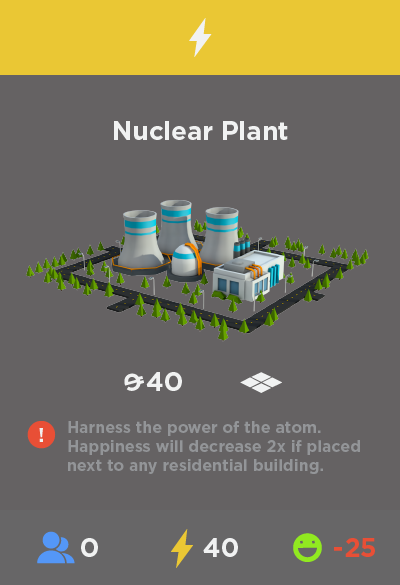 Nuclear Plant
40
Harness the power of the atom.
Happiness will decrease 2x if placed
next to any residential building.
0 40 -25